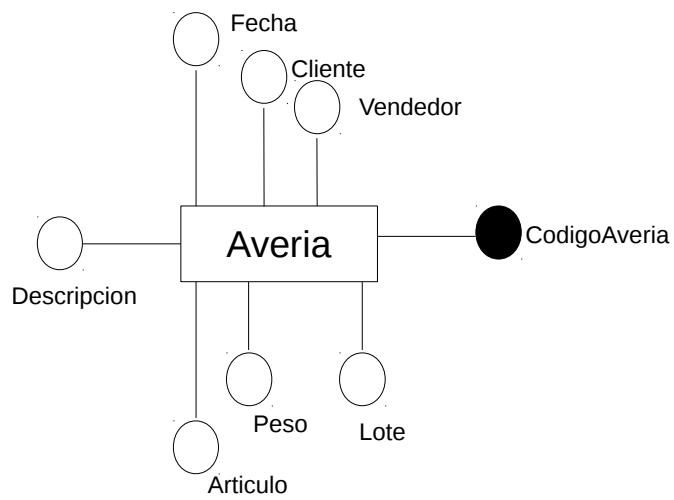 Fecha
Cliente
Vendedor
Averia
CodigoAveria
Descripcion
Peso
Lote
Articulo